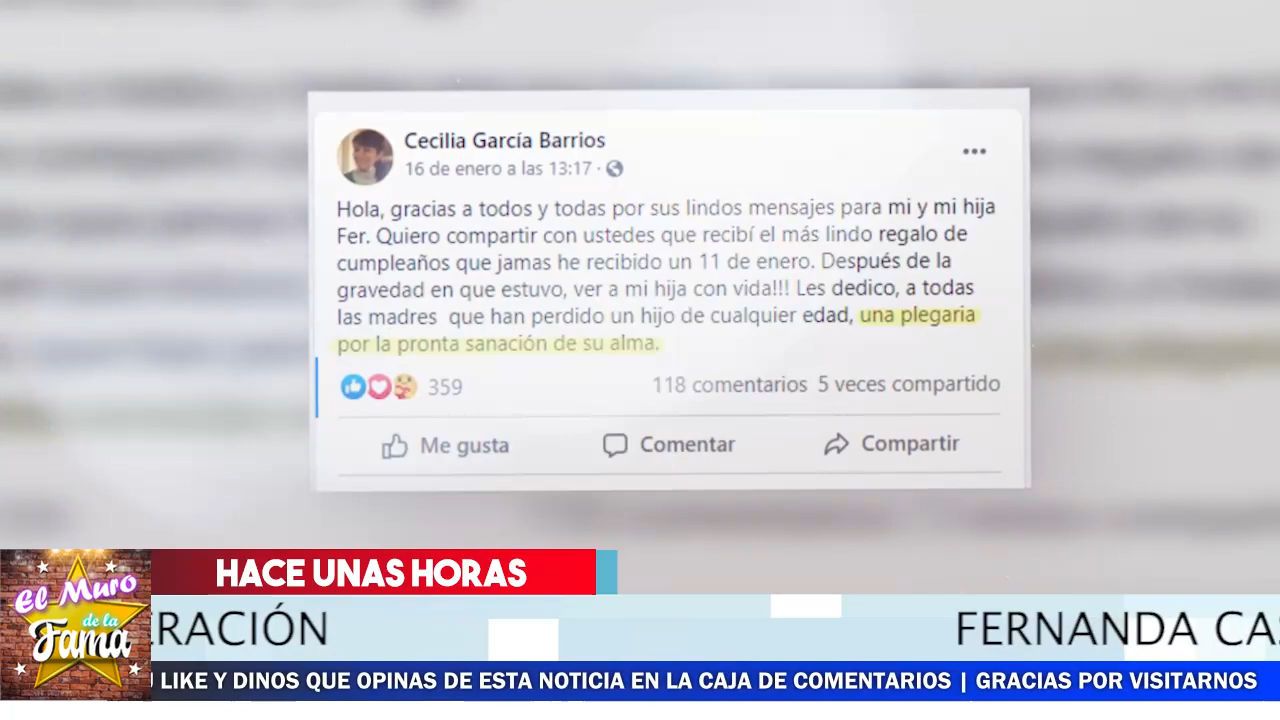 Cecilia García Barrios
16 de enero a las 13:17 ·
Hola, gracias a todos y todas por sus lindos mensajes para mi y mi hija
Fer. Quiero compartir con ustedes que recibí el más lindo regalo de
cumpleaños que jamas he recibido un 11 de enero. Después de la
gravedad en que estuvo, ver a mi hija con vida!!! Les dedico, a todas
las madres que han perdido un hijo de cualquier edad, una plegaria
por la pronta sanación de su alma.
359 118 comentarios 5 veces compartido
Me gusta Comentar Compartir
HACE UNAS HORAS
El Muro
de la
Fama
RACIÓN FERNANDA CAS
LIKE Y DINOS QUE OPINAS DE ESTA NOTICIA EN LA CAJA DE COMENTARIOS | GRACIAS POR VISITARNOS